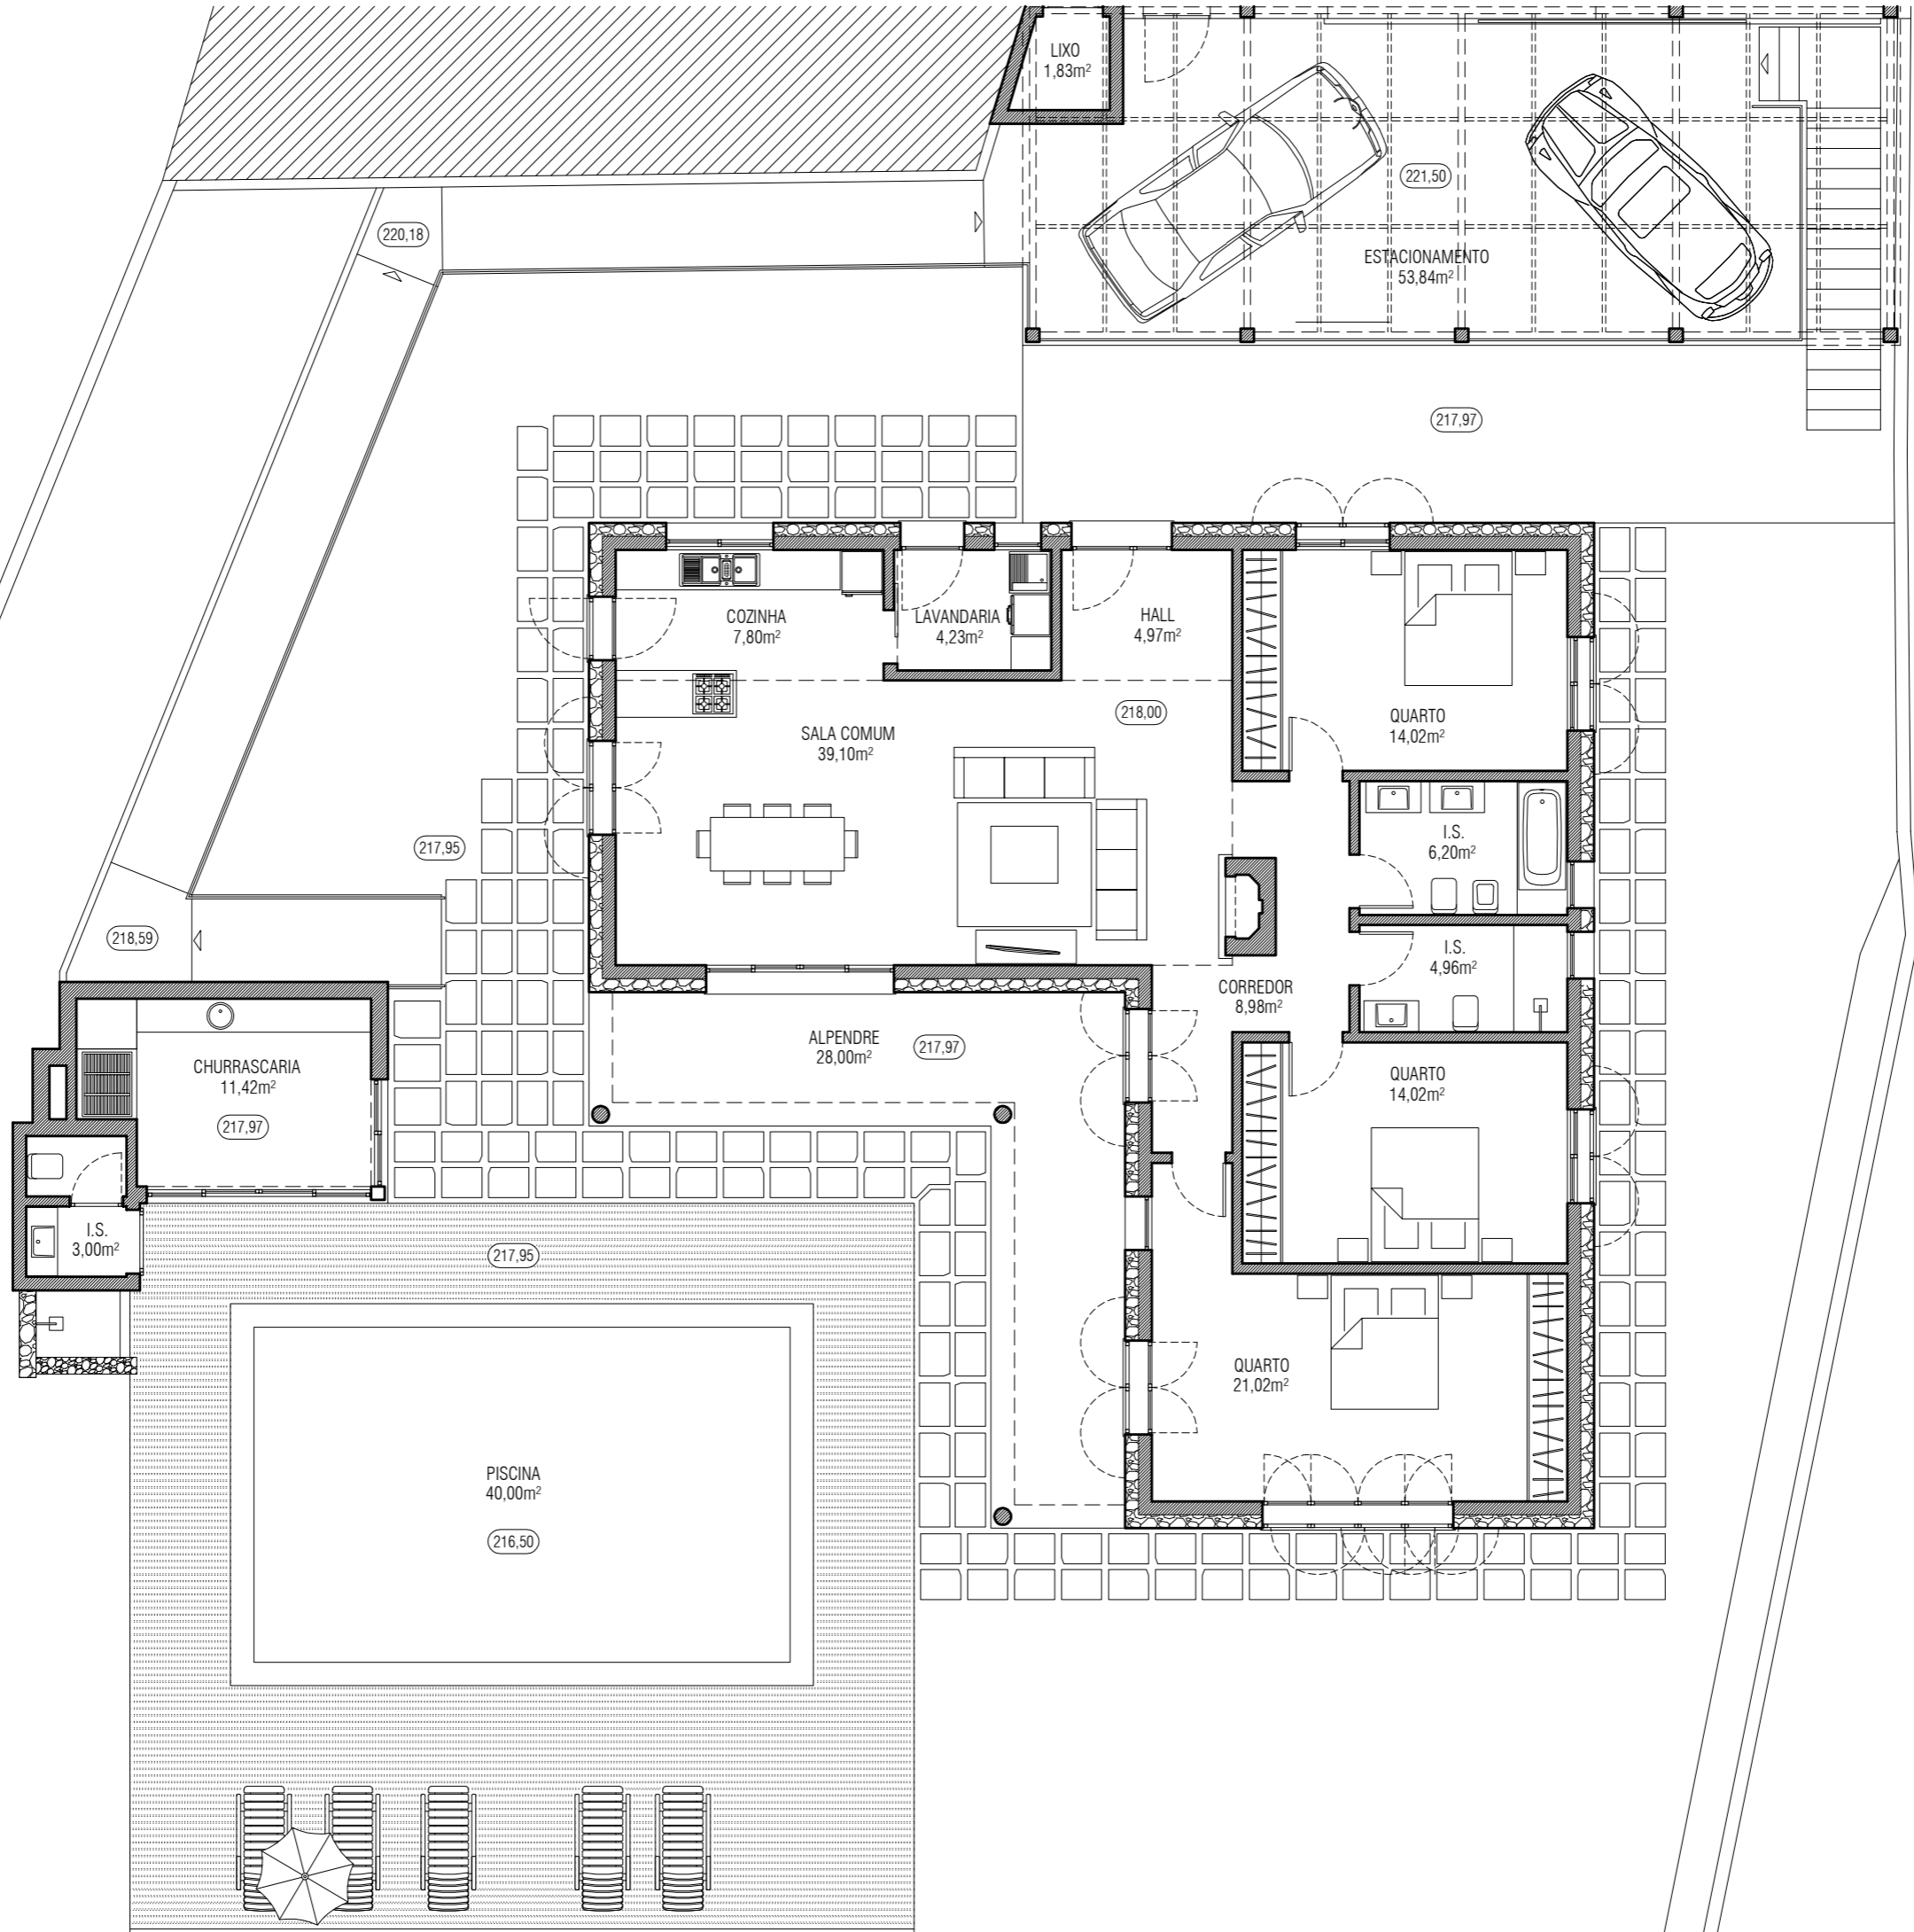 LIXO
1,83m²
221,50
220,18
ESTACIONAMENTO
53,84m²
217,97
COZINHA
7,80m²
LAVANDARIA
4,23m²
HALL
4,97m²
218,00
QUARTO
14,02m²
SALA COMUM
39,10m²
I.S.
6,20m²
217,95
218,59
I.S.
4,96m²
CORREDOR
8,98m²
ALPENDRE
28,00m²
217,97
CHURRASCARIA
11,42m²
217,97
QUARTO
14,02m²
I.S.
3,00m²
217,95
QUARTO
21,02m²
PISCINA
40,00m²
216,50